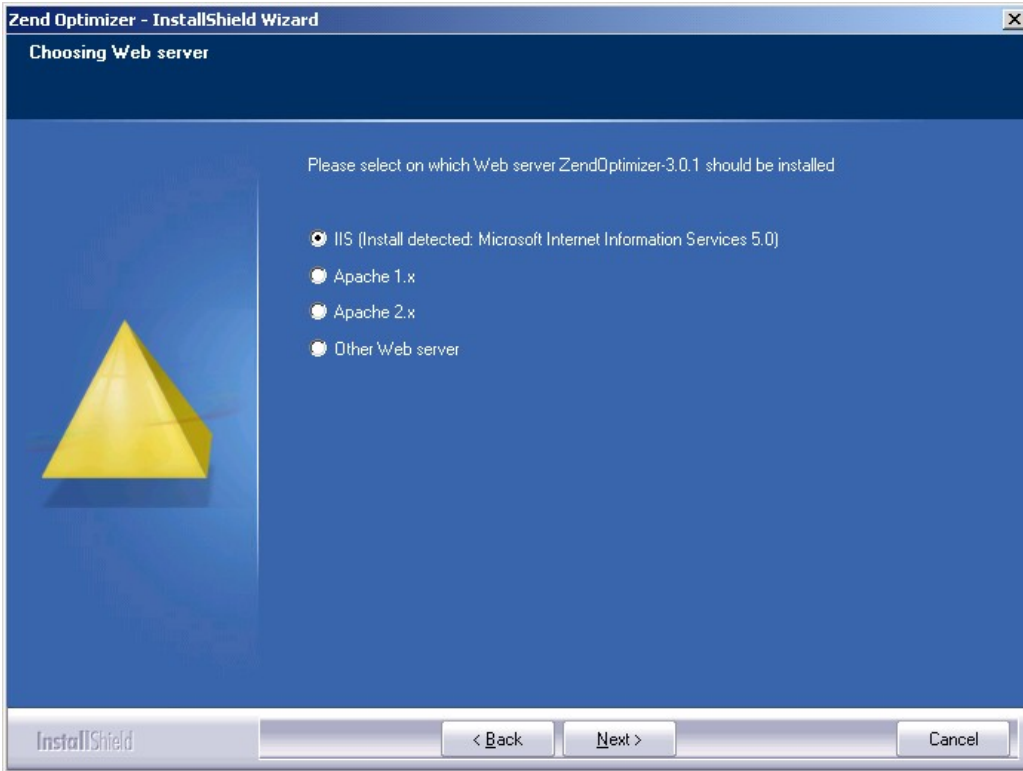 Zend Optimizer - InstallShield Wizard
Choosing Web server
Please select on which Web server ZendOptimizer-3.0.1 should be installed
IIS (Install detected: Microsoft Internet Information Services 5.0)
Apache 1.x
Apache 2.x
Other Web server
InstallShield
< Back
Next >
Cancel